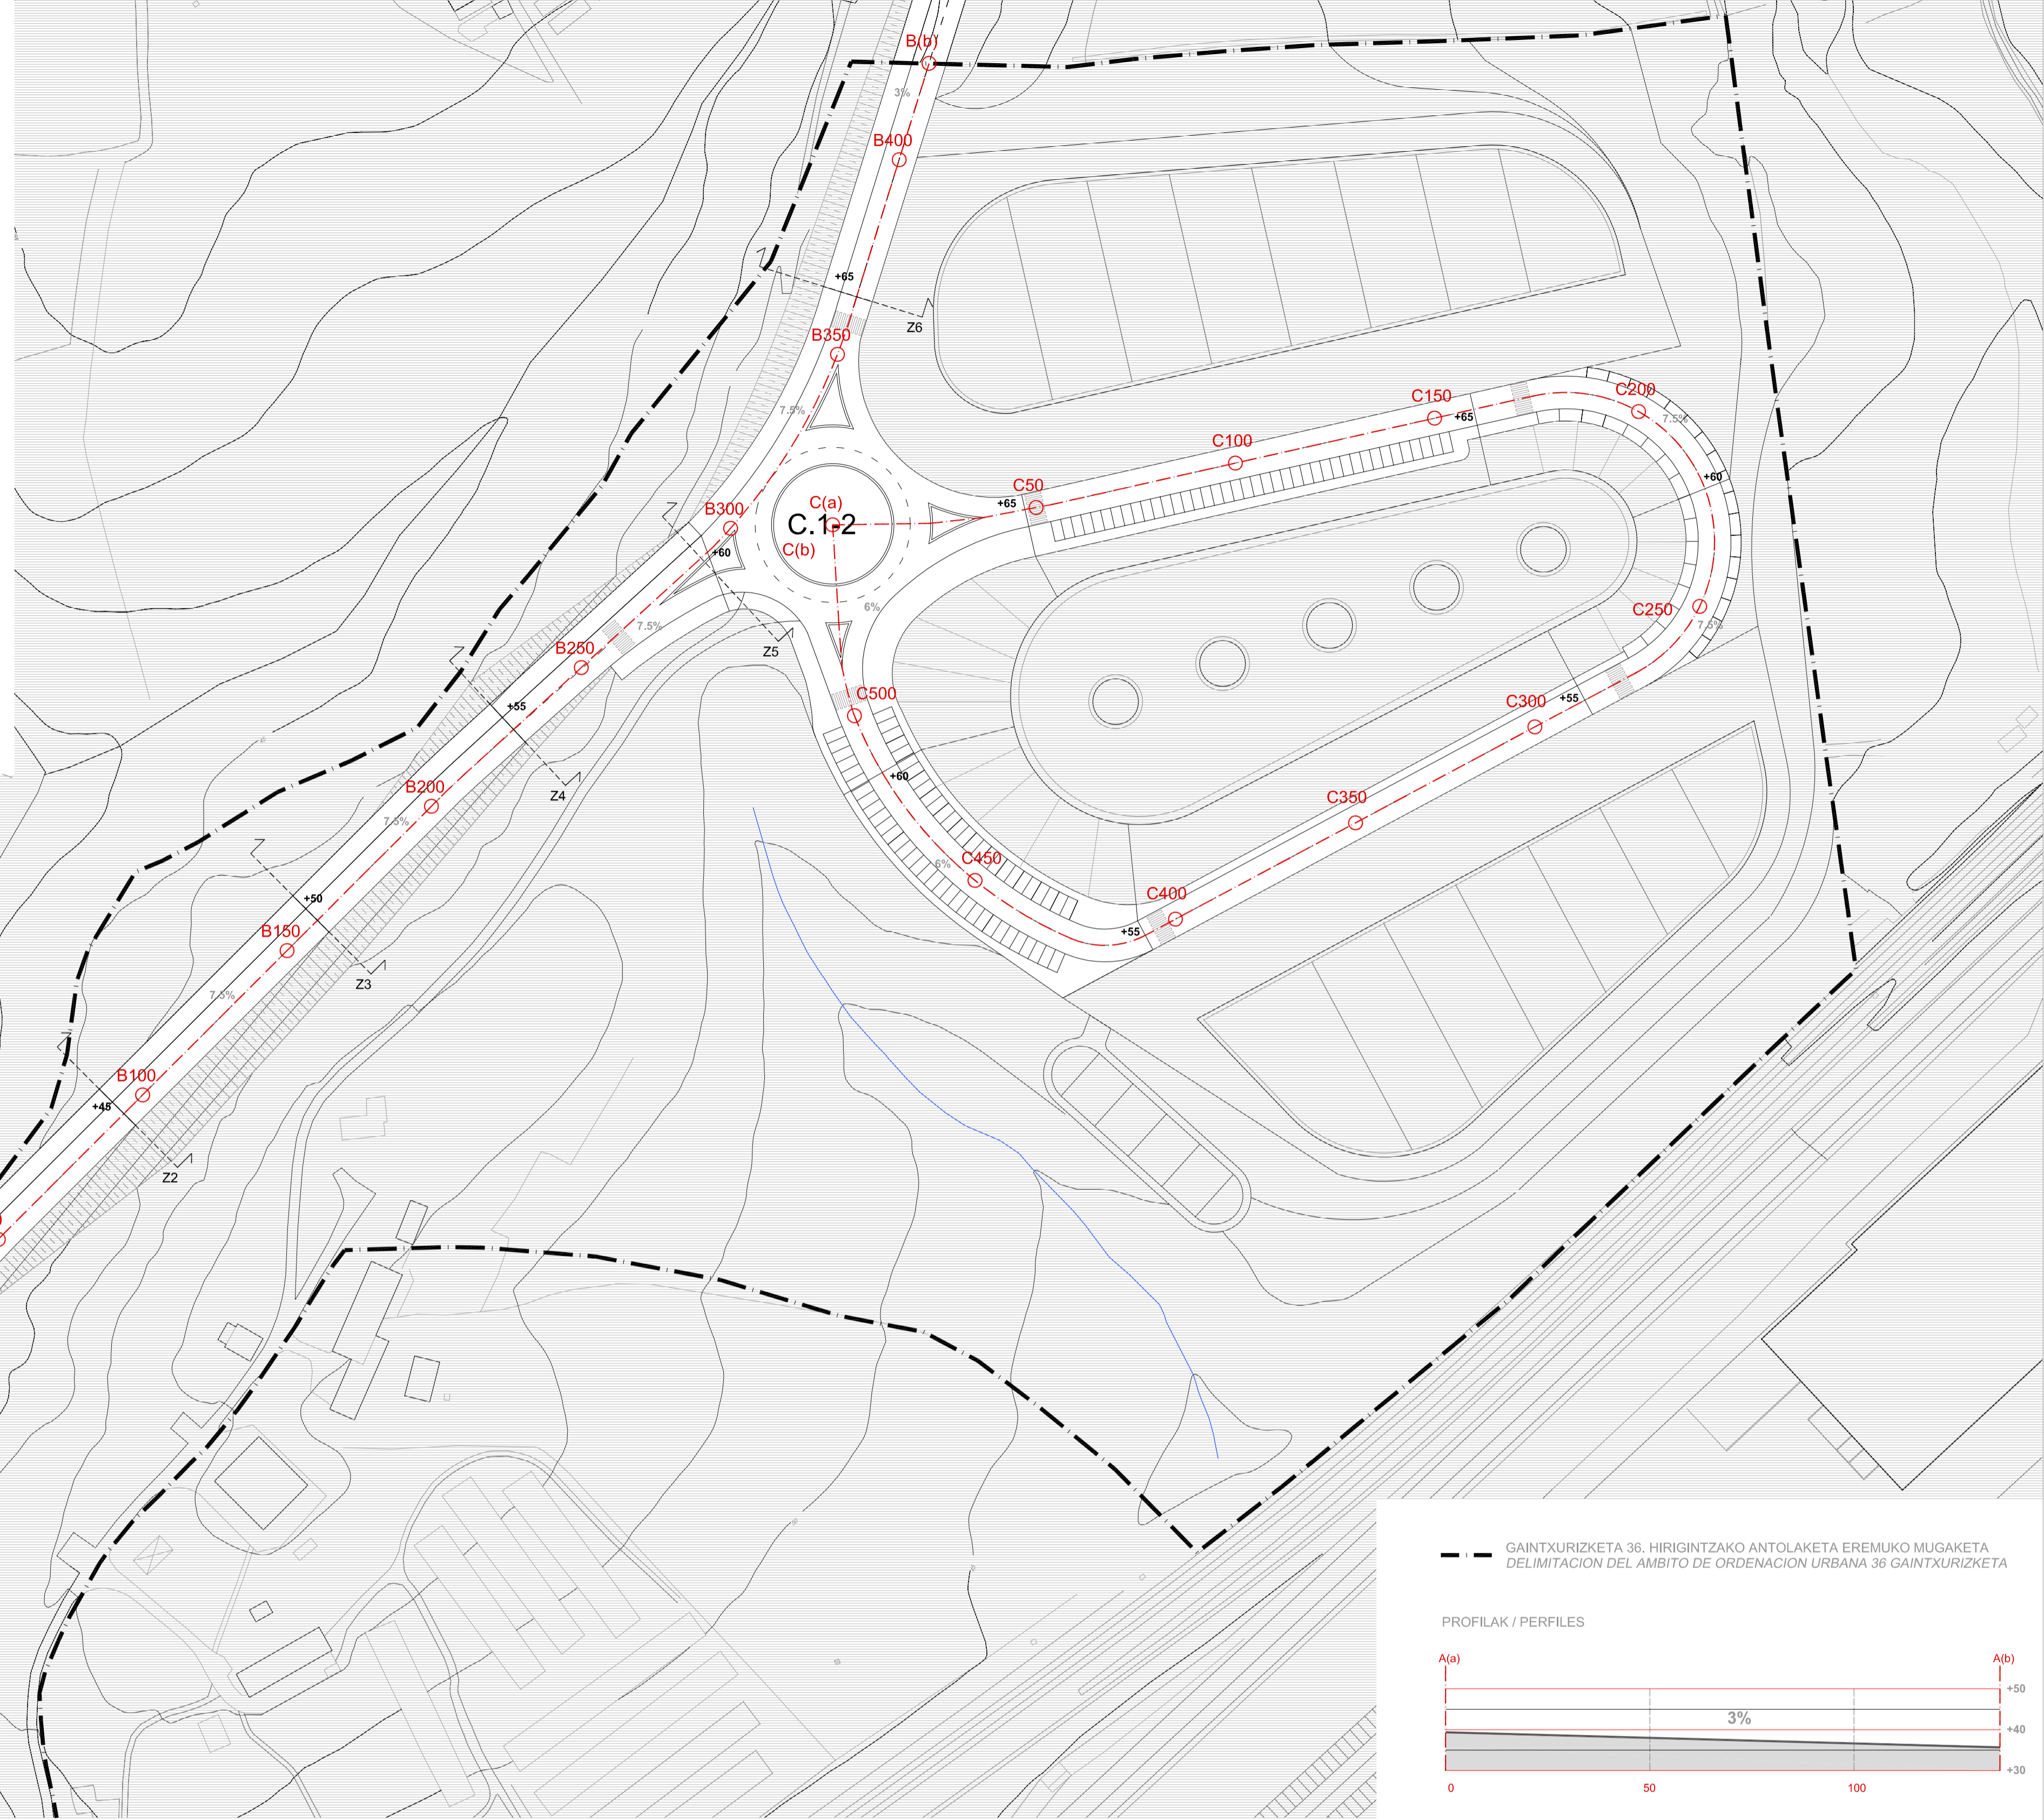 B(b)
3%
B400
+65
Z6
B350
7.5%
C150
+65
C200
7.5%
C100
C50
+65
+60
C(a)
B300
C.1-2
C(b)
+60
6%
C250
7.5%
7.5%
B250
Z5
C500
C300
+55
+55
+60
Z4
B200
7.5%
C350
6%
C450
C400
+50
+55
B150
Z3
7.5%
B100
+45
Z2
GAINTXURIZKETA 36. HIRIGINTZAKO ANTOLAKETA EREMUKO MUGAKETA
DELIMITACION DEL AMBITO DE ORDENACION URBANA 36 GAINTXURIZKETA
PROFILAK / PERFILES
A(a)
A(b)
+50
3%
+40
+30
0
50
100